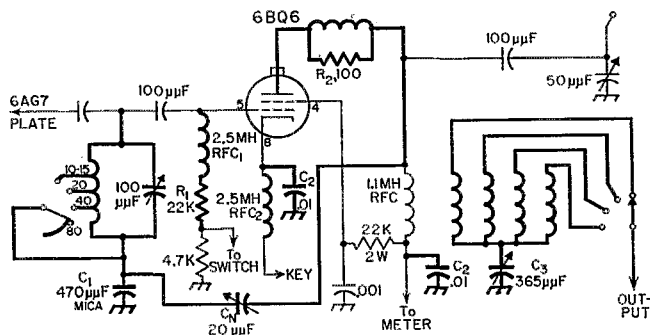 6BQ6
R2,100
100μμF
50μμF
6AG7
PLATE
100μμF
5
4
8
2.5MH
RFC1
10-15
20
40
80
100
μμF
R1
22K
2.5MH
RFC2
C2
.01
1.1MH
RFC
22K
2W
4.7K
TO
SWITCH
KEY
C1
470μμF
MICA
CN
20μμF
.001
C2
.01
TO
METER
C3
365μμF
OUT-
PUT